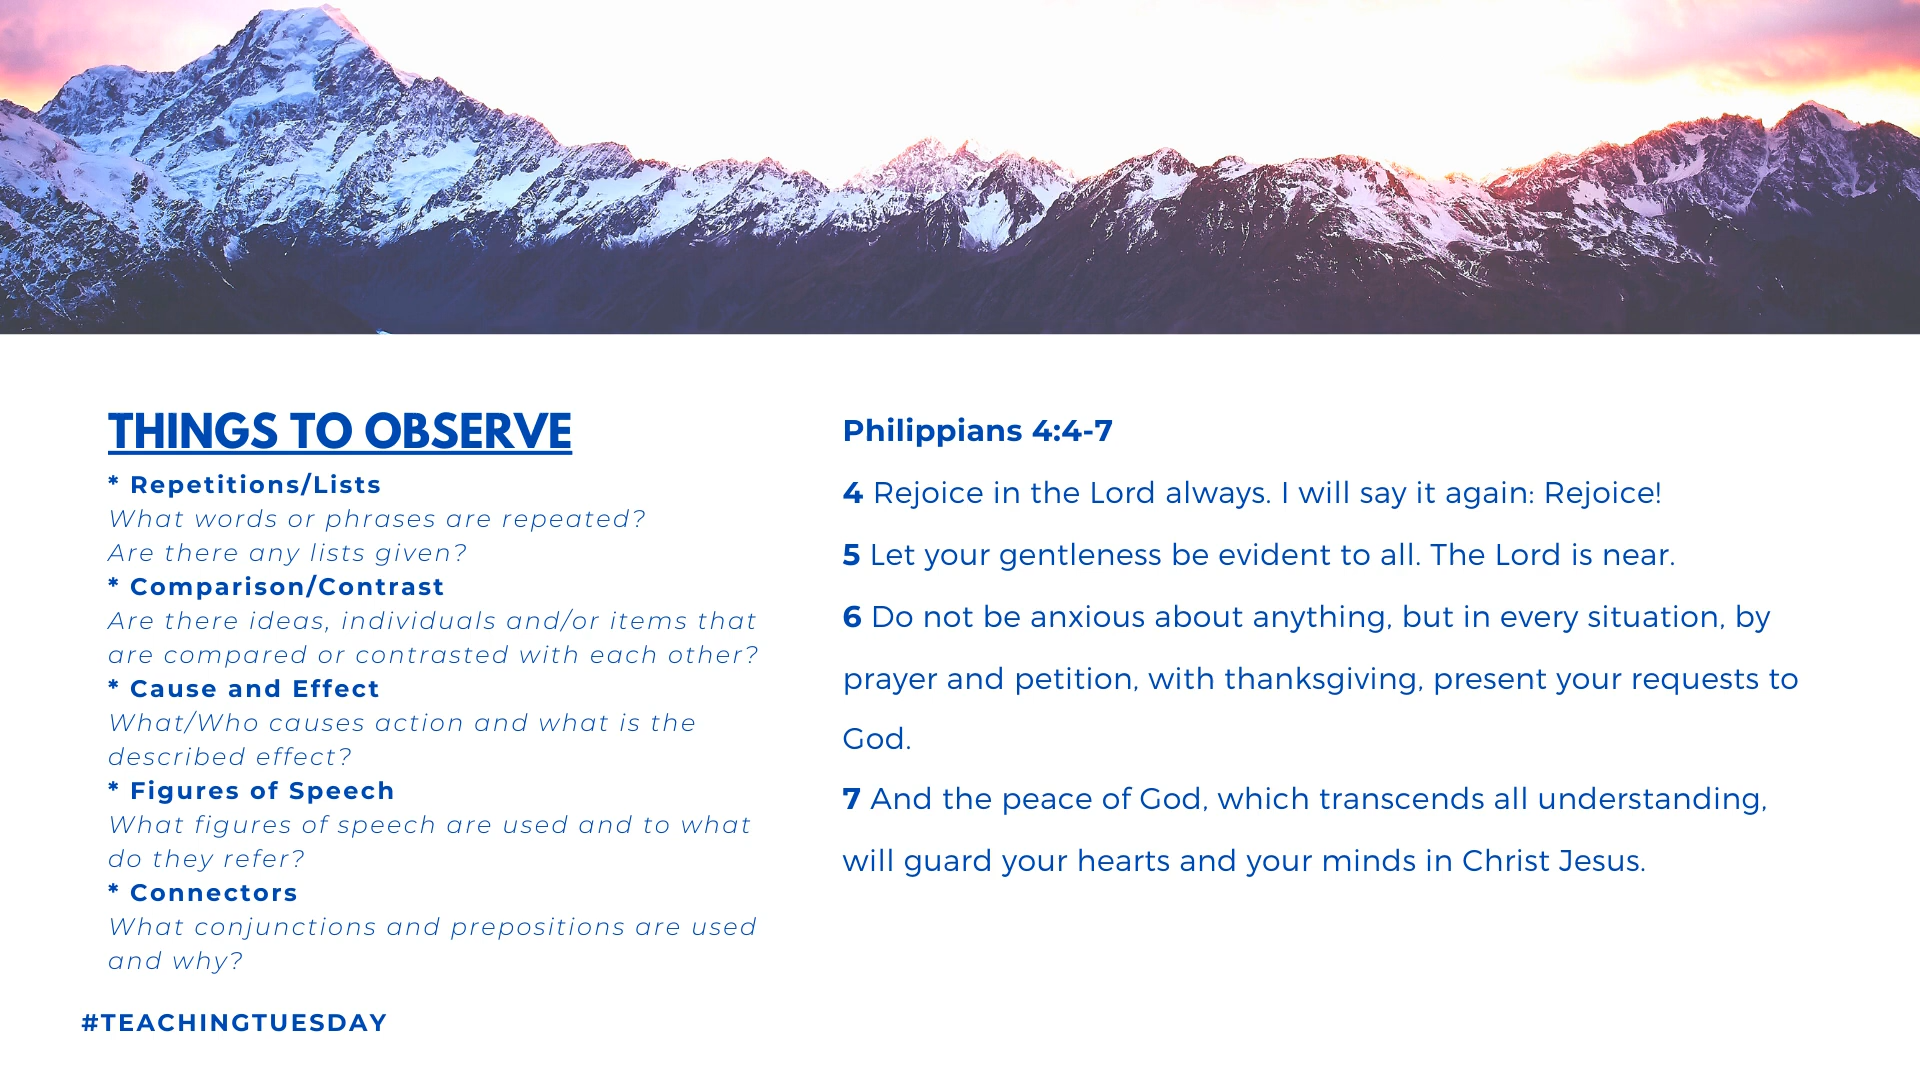 THINGS TO OBSERVE
* Repetitions/Lists
What words or phrases are repeated?
Are there any lists given?
* Comparison/Contrast
Are there ideas, individuals and/or items that
are compared or contrasted with each other?
* Cause and Effect
What/Who causes action and what is the
described effect?
* Figures of Speech
What figures of speech are used and to what
do they refer?
* Connectors
What conjunctions and prepositions are used
and why?
#TEACHINGTUESDAY
Philippians 4:4-7
4 Rejoice in the Lord always. I will say it again: Rejoice!
5 Let your gentleness be evident to all. The Lord is near.
6 Do not be anxious about anything, but in every situation, by
prayer and petition, with thanksgiving, present your requests to
God.
7 And the peace of God, which transcends all understanding,
will guard your hearts and your minds in Christ Jesus.